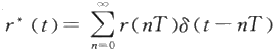 r*(t) = ∑_{n=0}^{∞} r(nT)δ(t − nT)